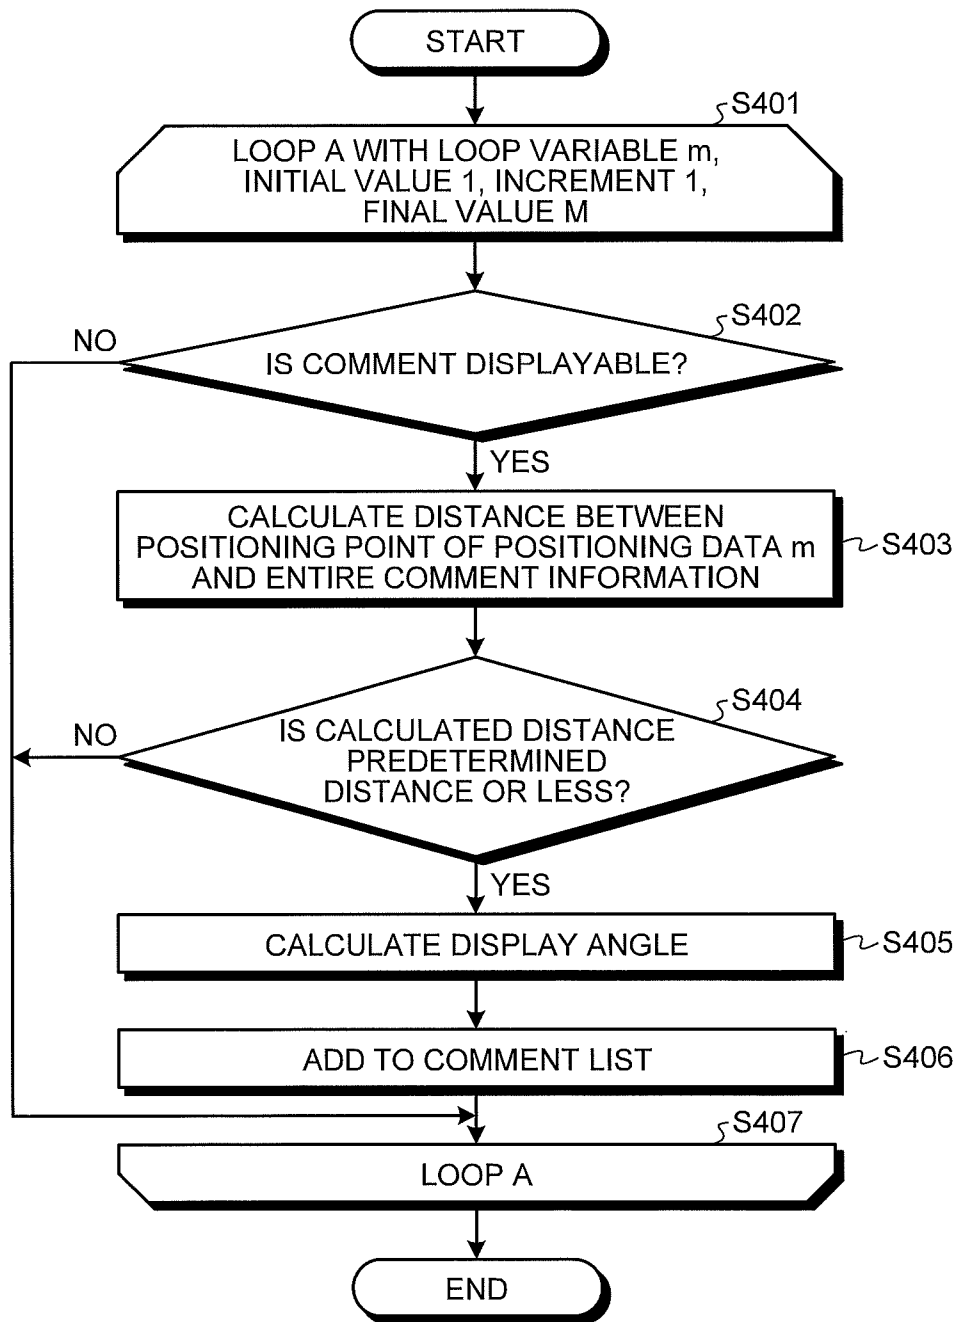 START
S401
LOOP A WITH LOOP VARIABLE m,
INITIAL VALUE 1, INCREMENT 1,
FINAL VALUE M
S402
NO
IS COMMENT DISPLAYABLE?
YES
CALCULATE DISTANCE BETWEEN
POSITIONING POINT OF POSITIONING DATA m
AND ENTIRE COMMENT INFORMATION
S403
S404
NO
IS CALCULATED DISTANCE
PREDETERMINED
DISTANCE OR LESS?
YES
CALCULATE DISPLAY ANGLE
S405
ADD TO COMMENT LIST
S406
S407
LOOP A
END